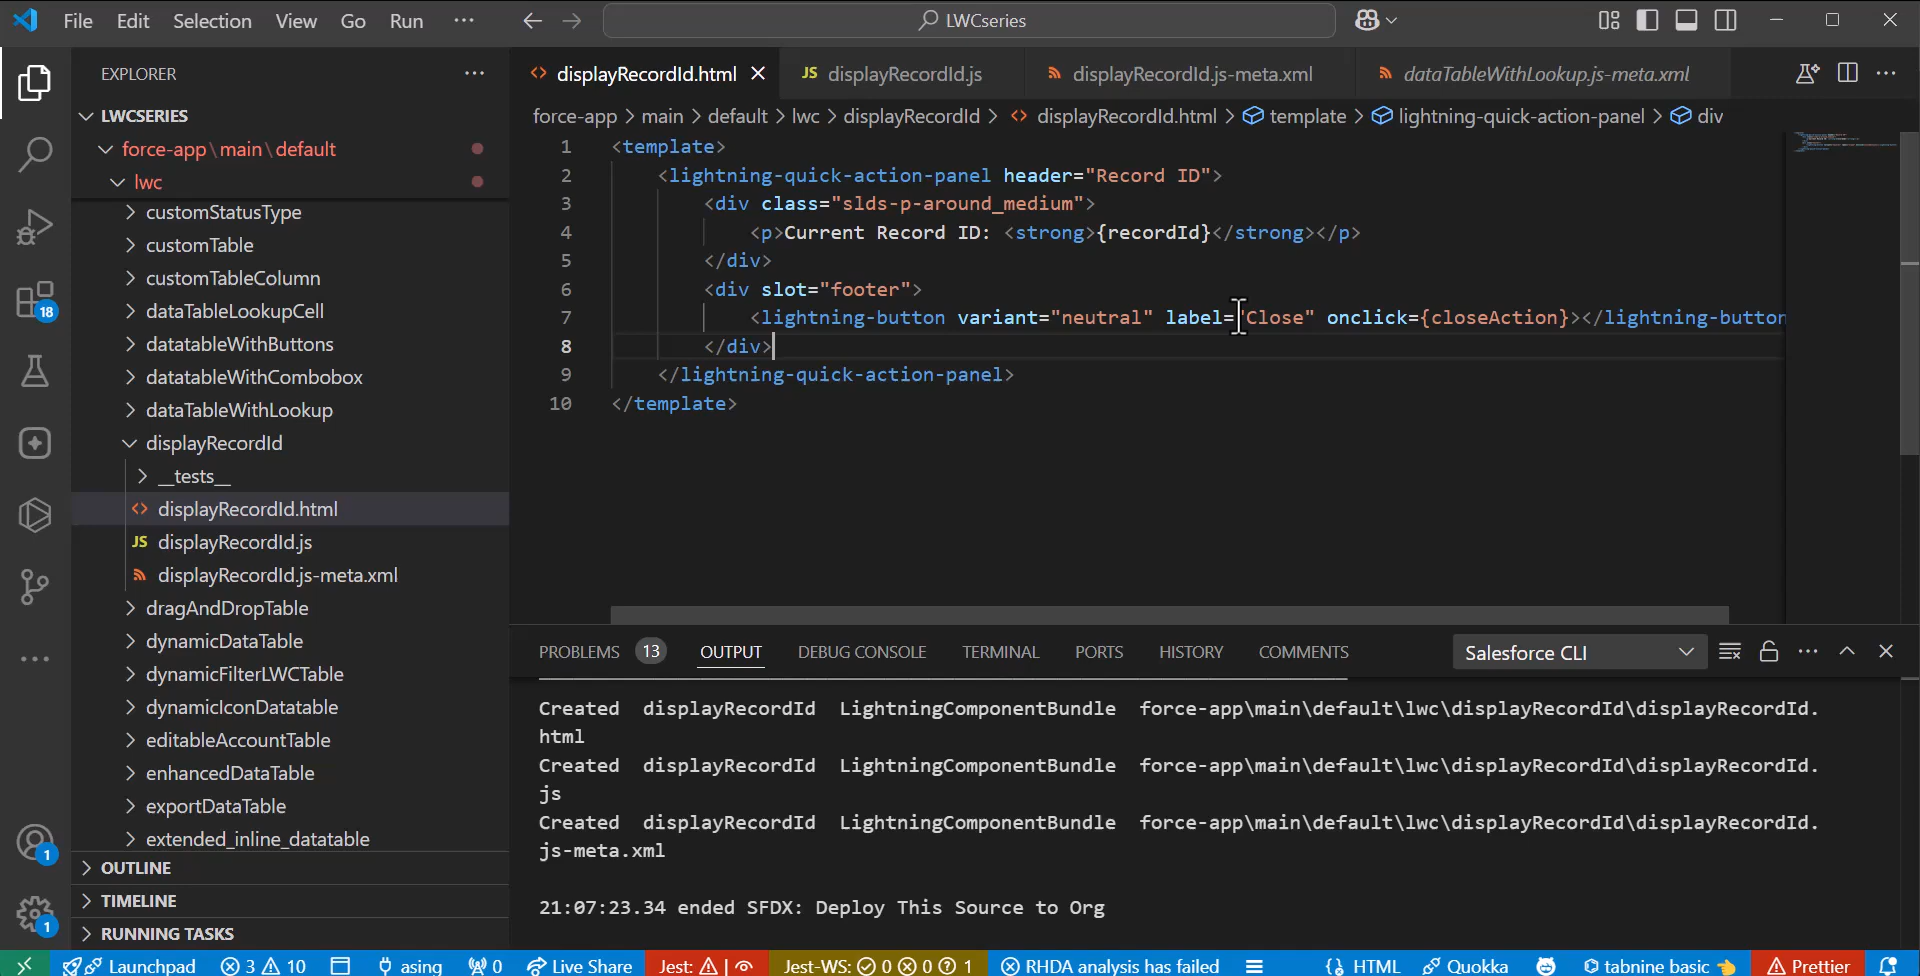 File Edit Selection View Go Run ··· LWCseries
EXPLORER ···
LWCSERIES
force-app\main\default
lwc
customStatusType
customTable
customTableColumn
dataTableLookupCell
datatableWithButtons
datatableWithCombobox
dataTableWithLookup
displayRecordId
__tests__
displayRecordId.html
JS displayRecordId.js
displayRecordId.js-meta.xml
dragAndDropTable
dynamicDataTable
dynamicFilterLWCTable
dynamicIconDatatable
editableAccountTable
enhancedDataTable
exportDataTable
extended_inline_datatable
OUTLINE
TIMELINE
RUNNING TASKS
18
1
1
displayRecordId.html JS displayRecordId.js displayRecordId.js-meta.xml dataTableWithLookup.js-meta.xml
force-app > main > default > lwc > displayRecordId > displayRecordId.html > template > lightning-quick-action-panel > div
1 <template>
2 <lightning-quick-action-panel header="Record ID">
3 <div class="slds-p-around_medium">
4 <p>Current Record ID: <strong>{recordId}</strong></p>
5 </div>
6 <div slot="footer">
7 <lightning-button variant="neutral" label="Close" onclick={closeAction}></lightning-button
8 </div>
9 </lightning-quick-action-panel>
10 </template>
PROBLEMS 13 OUTPUT DEBUG CONSOLE TERMINAL PORTS HISTORY COMMENTS Salesforce CLI
Created displayRecordId LightningComponentBundle force-app\main\default\lwc\displayRecordId\displayRecordId.
html
Created displayRecordId LightningComponentBundle force-app\main\default\lwc\displayRecordId\displayRecordId.
js
Created displayRecordId LightningComponentBundle force-app\main\default\lwc\displayRecordId\displayRecordId.
js-meta.xml
21:07:23.34 ended SFDX: Deploy This Source to Org
Launchpad 3 10 asing 0 Live Share Jest: | Jest-WS: 0 0 1 RHDA analysis has failed {} HTML Quokka tabnine basic Prettier